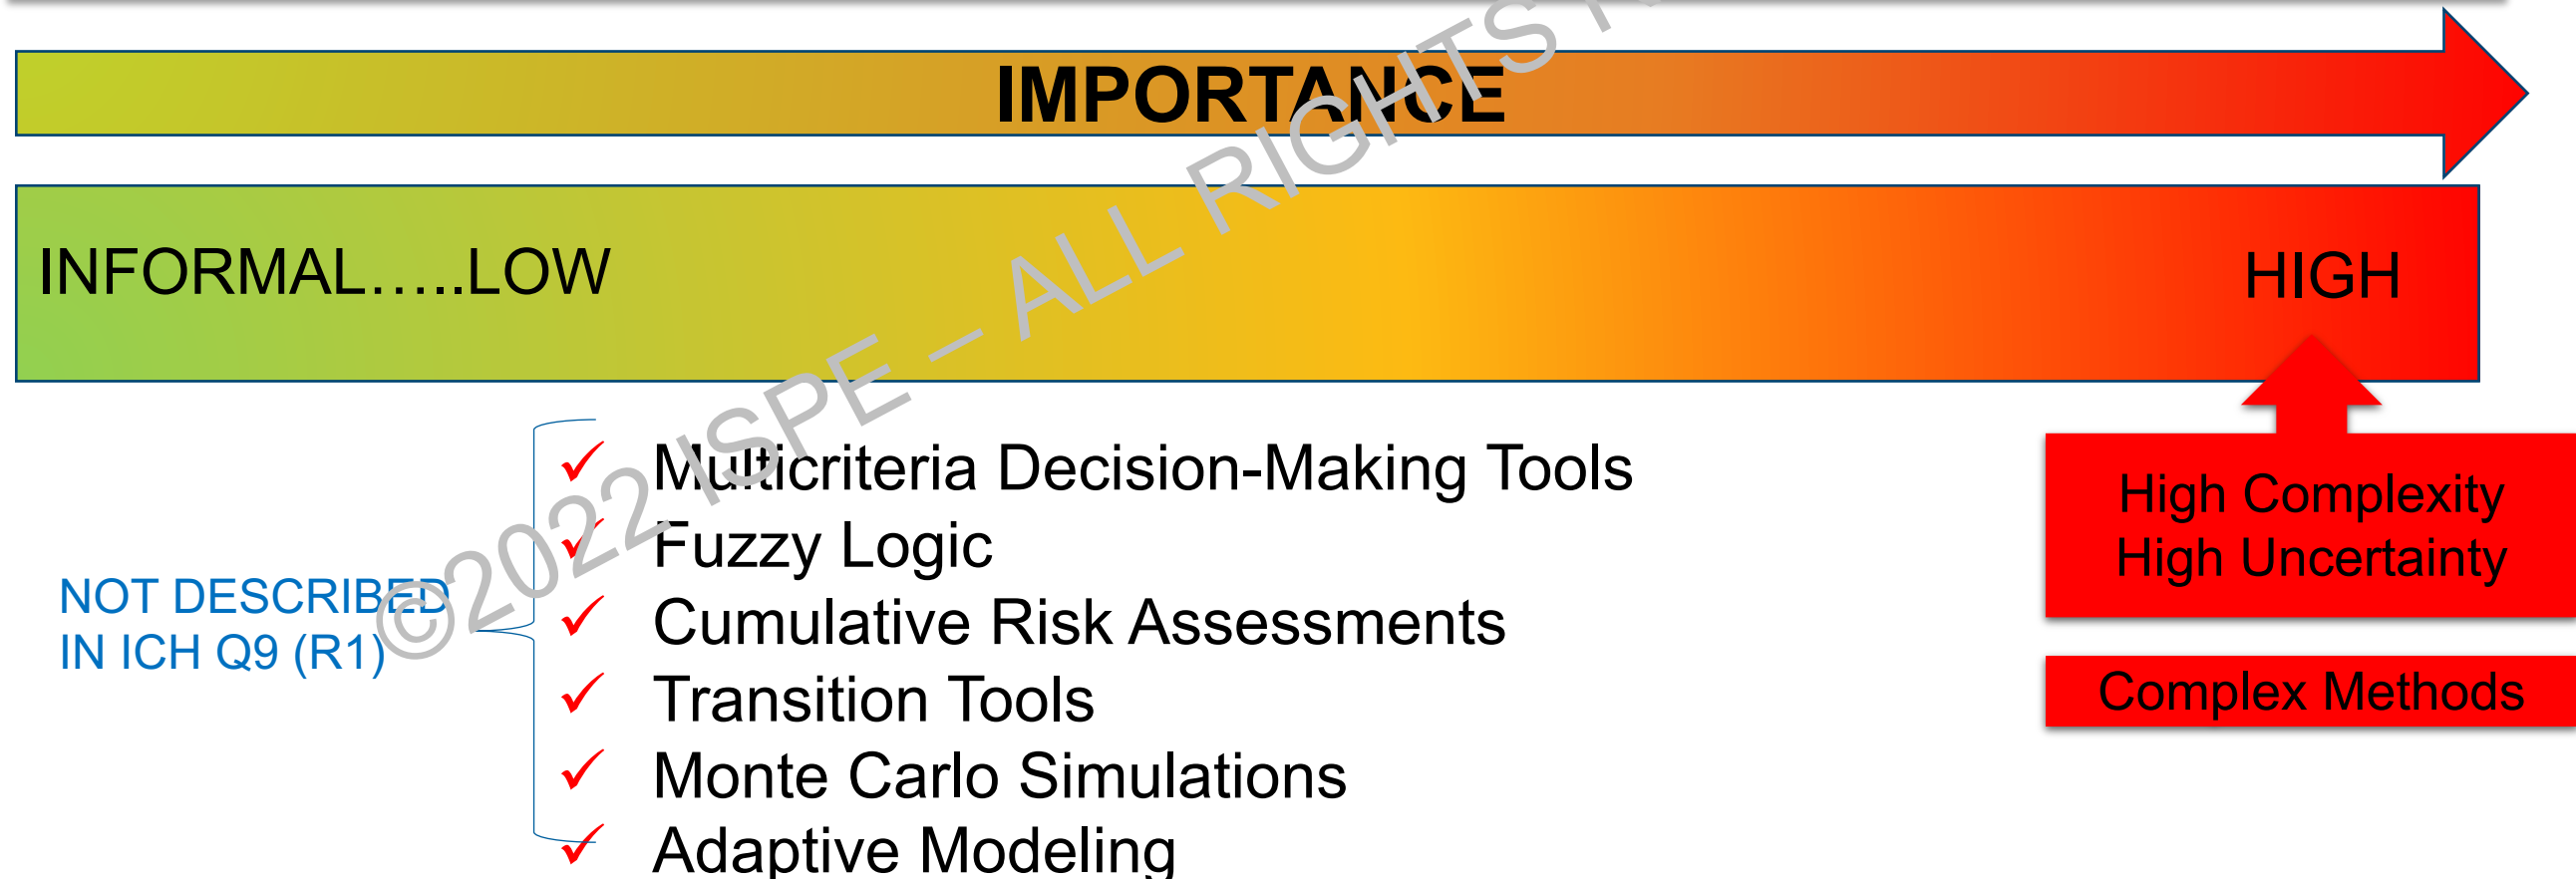 IMPORTANCE
INFORMAL…..LOW
HIGH
NOT DESCRIBED
IN ICH Q9 (R1)
✓ Multicriteria Decision-Making Tools
✓ Fuzzy Logic
✓ Cumulative Risk Assessments
✓ Transition Tools
✓ Monte Carlo Simulations
✓ Adaptive Modeling
High Complexity
High Uncertainty
Complex Methods
©2022 ISPE – ALL RIGHTS